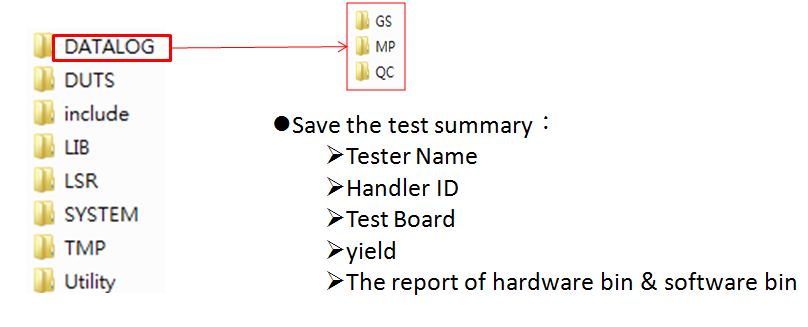 DATALOG
DUTS
include
LIB
LSR
SYSTEM
TMP
Utility
GS
MP
QC
●Save the test summary：
➢Tester Name
➢Handler ID
➢Test Board
➢yield
➢The report of hardware bin & software bin